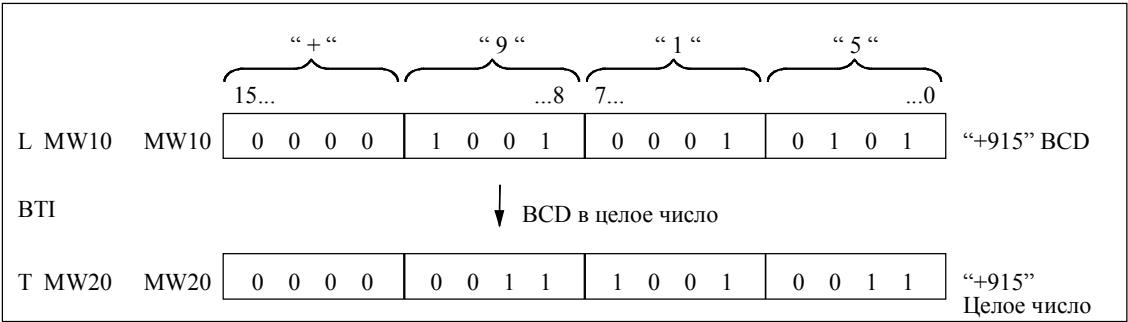 “ + “ “ 9 “ “ 1 “ “ 5 “
15... ...8 7... ...0
L MW10 MW10 0 0 0 0 1 0 0 1 0 0 0 1 0 1 0 1 “+915” BCD
BTI BCD в целое число
T MW20 MW20 0 0 0 0 0 0 1 1 1 0 0 1 0 0 1 1 “+915”
Целое число